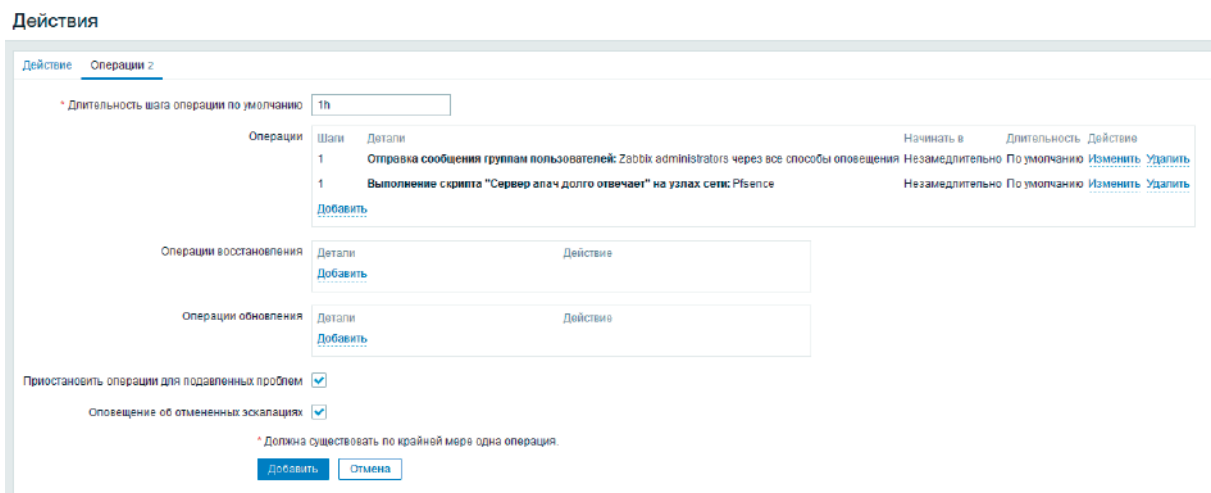 Действия
Действие Операции 2
* Длительность шага операции по умолчанию 1h
Операции Шаги Детали Начинать в Длительность Действие
1 Отправка сообщения группам пользователей: Zabbix administrators через все способы оповещения Незамедлительно По умолчанию Изменить Удалить
1 Выполнение скрипта "Сервер апач долго отвечает" на узлах сети: Pfsence Незамедлительно По умолчанию Изменить Удалить
Добавить
Операции восстановления Детали Действие
Добавить
Операции обновления Детали Действие
Добавить
Приостановить операции для подавленных проблем
Оповещение об отмененных эскалациях
* Должна существовать по крайней мере одна операция.
Добавить Отмена